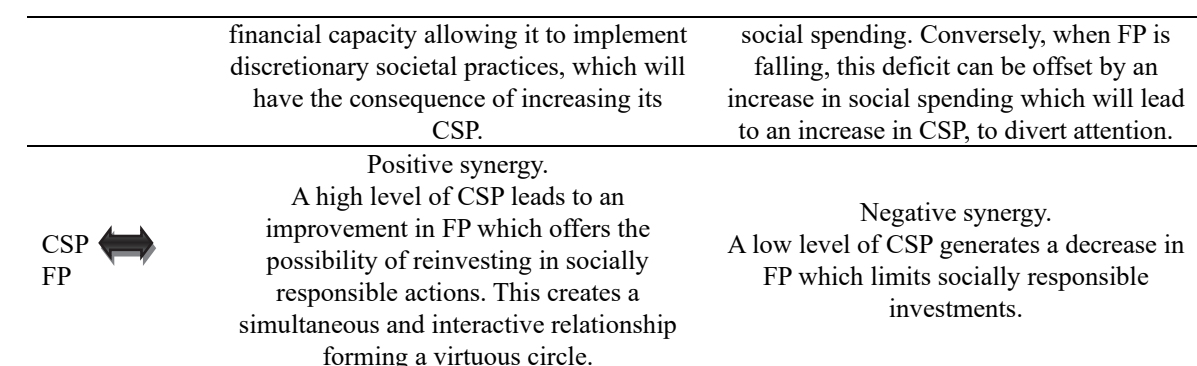 financial capacity allowing it to implement
discretionary societal practices, which will
have the consequence of increasing its
CSP.
social spending. Conversely, when FP is
falling, this deficit can be offset by an
increase in social spending which will lead
to an increase in CSP, to divert attention.
CSP
FP
Positive synergy.
A high level of CSP leads to an
improvement in FP which offers the
possibility of reinvesting in socially
responsible actions. This creates a
simultaneous and interactive relationship
forming a virtuous circle.
Negative synergy.
A low level of CSP generates a decrease in
FP which limits socially responsible
investments.